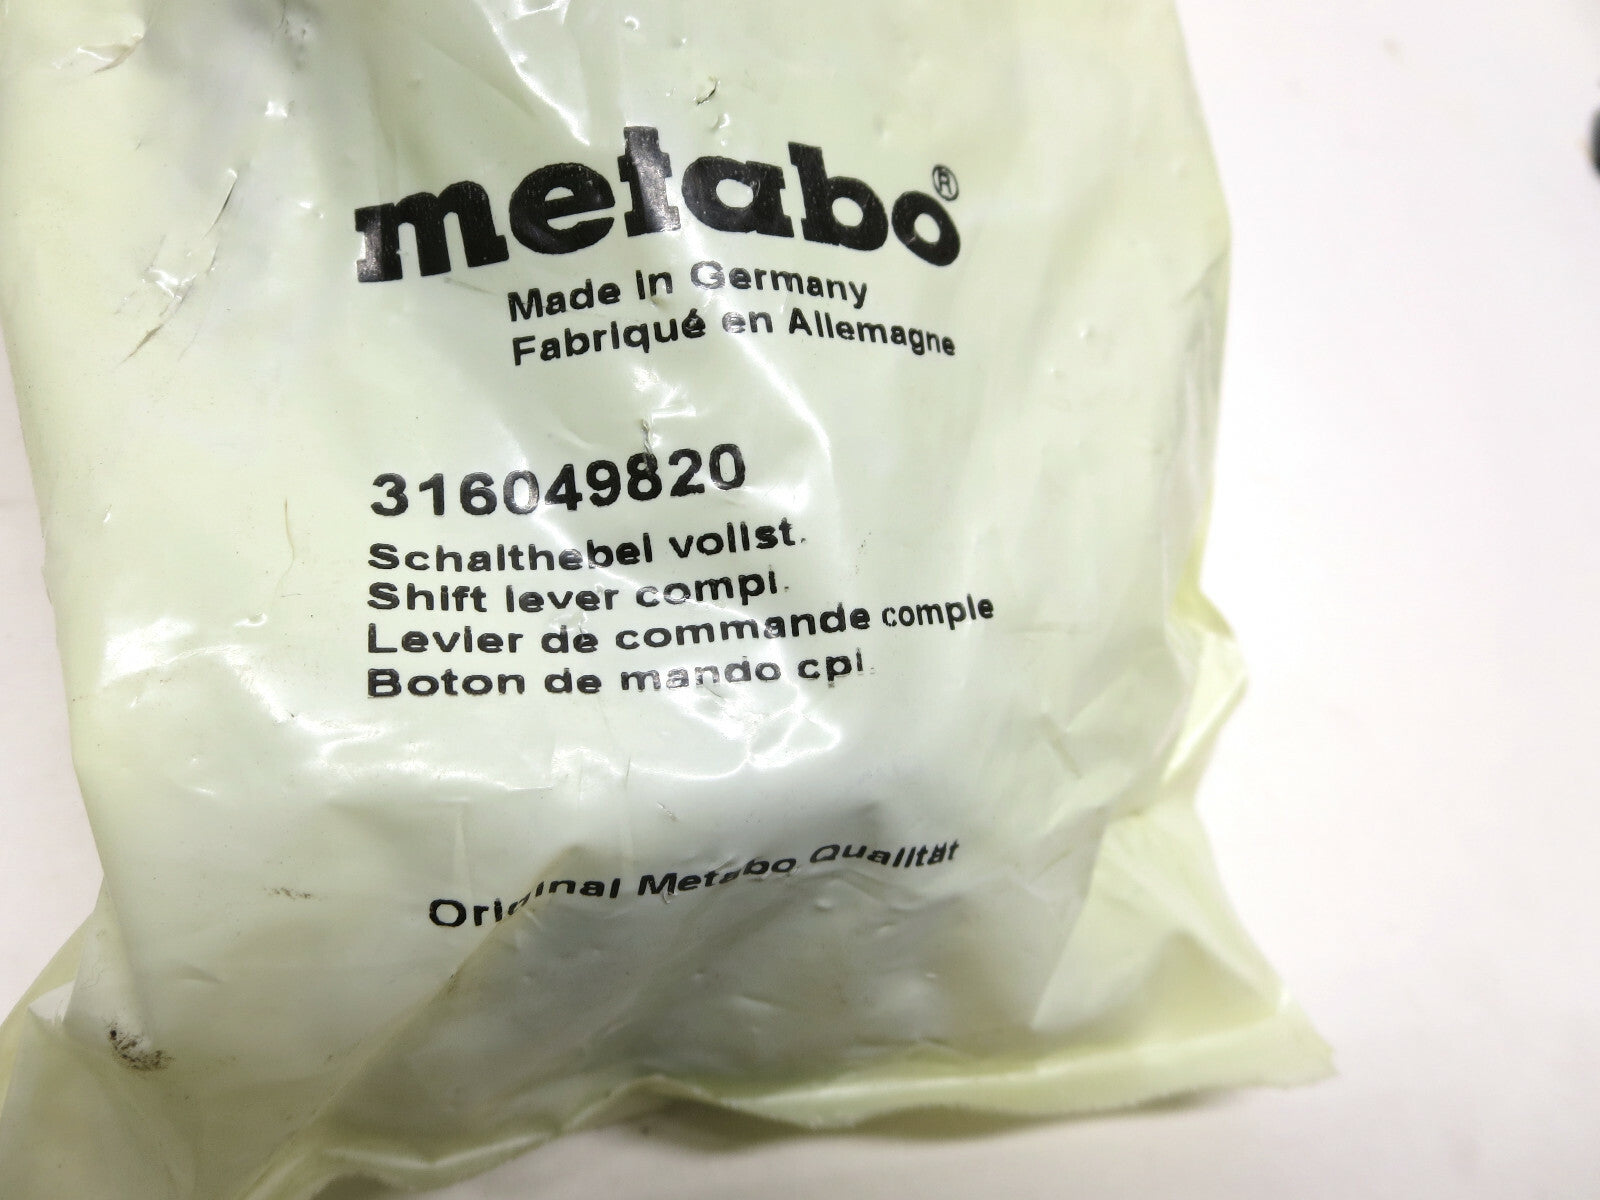 metabo®
Made in Germany
Fabriqué en Allemagne
316049820
Schalthebel vollst.
Shift lever compl.
Levier de commande comple
Boton de mando cpl.
Original Metabo Qualität